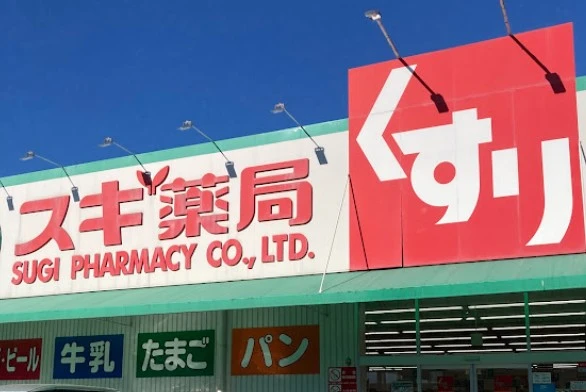 スギ薬局
SUGI PHARMACY CO., LTD.
くすり
ビール
牛乳
たまご
パン